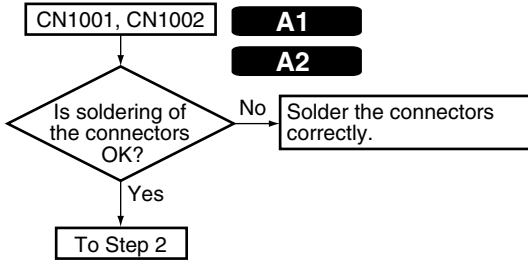 CN1001, CN1002
A1
A2
Is soldering of
the connectors
OK?
No
Solder the connectors
correctly.
Yes
To Step 2